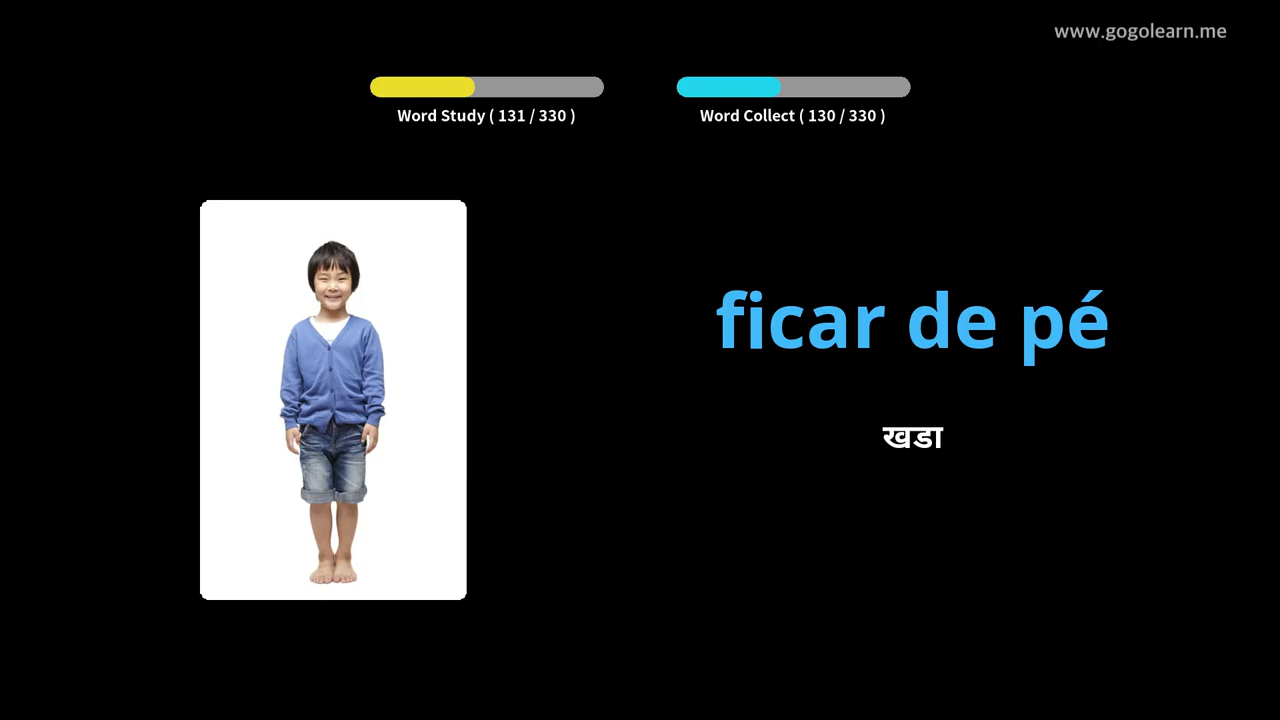 www.gogolearn.me
Word Study ( 131 / 330 )
Word Collect ( 130 / 330 )
ficar de pé
खडा